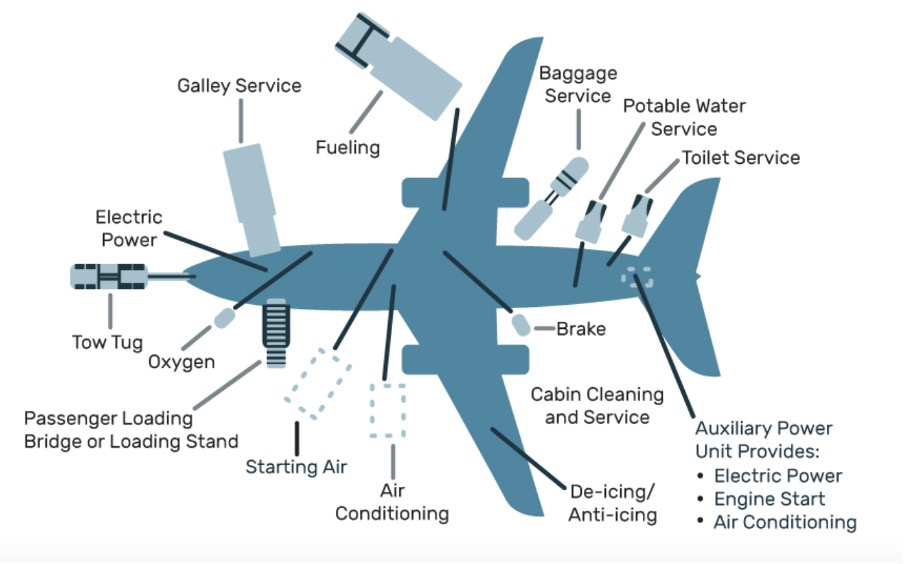 Galley Service
Fueling
Baggage
Service
Potable Water
Service
Toilet Service
Electric
Power
Tow Tug
Oxygen
Passenger Loading
Bridge or Loading Stand
Starting Air
Air
Conditioning
Brake
Cabin Cleaning
and Service
De-icing/
Anti-icing
Auxiliary Power
Unit Provides:
• Electric Power
• Engine Start
• Air Conditioning